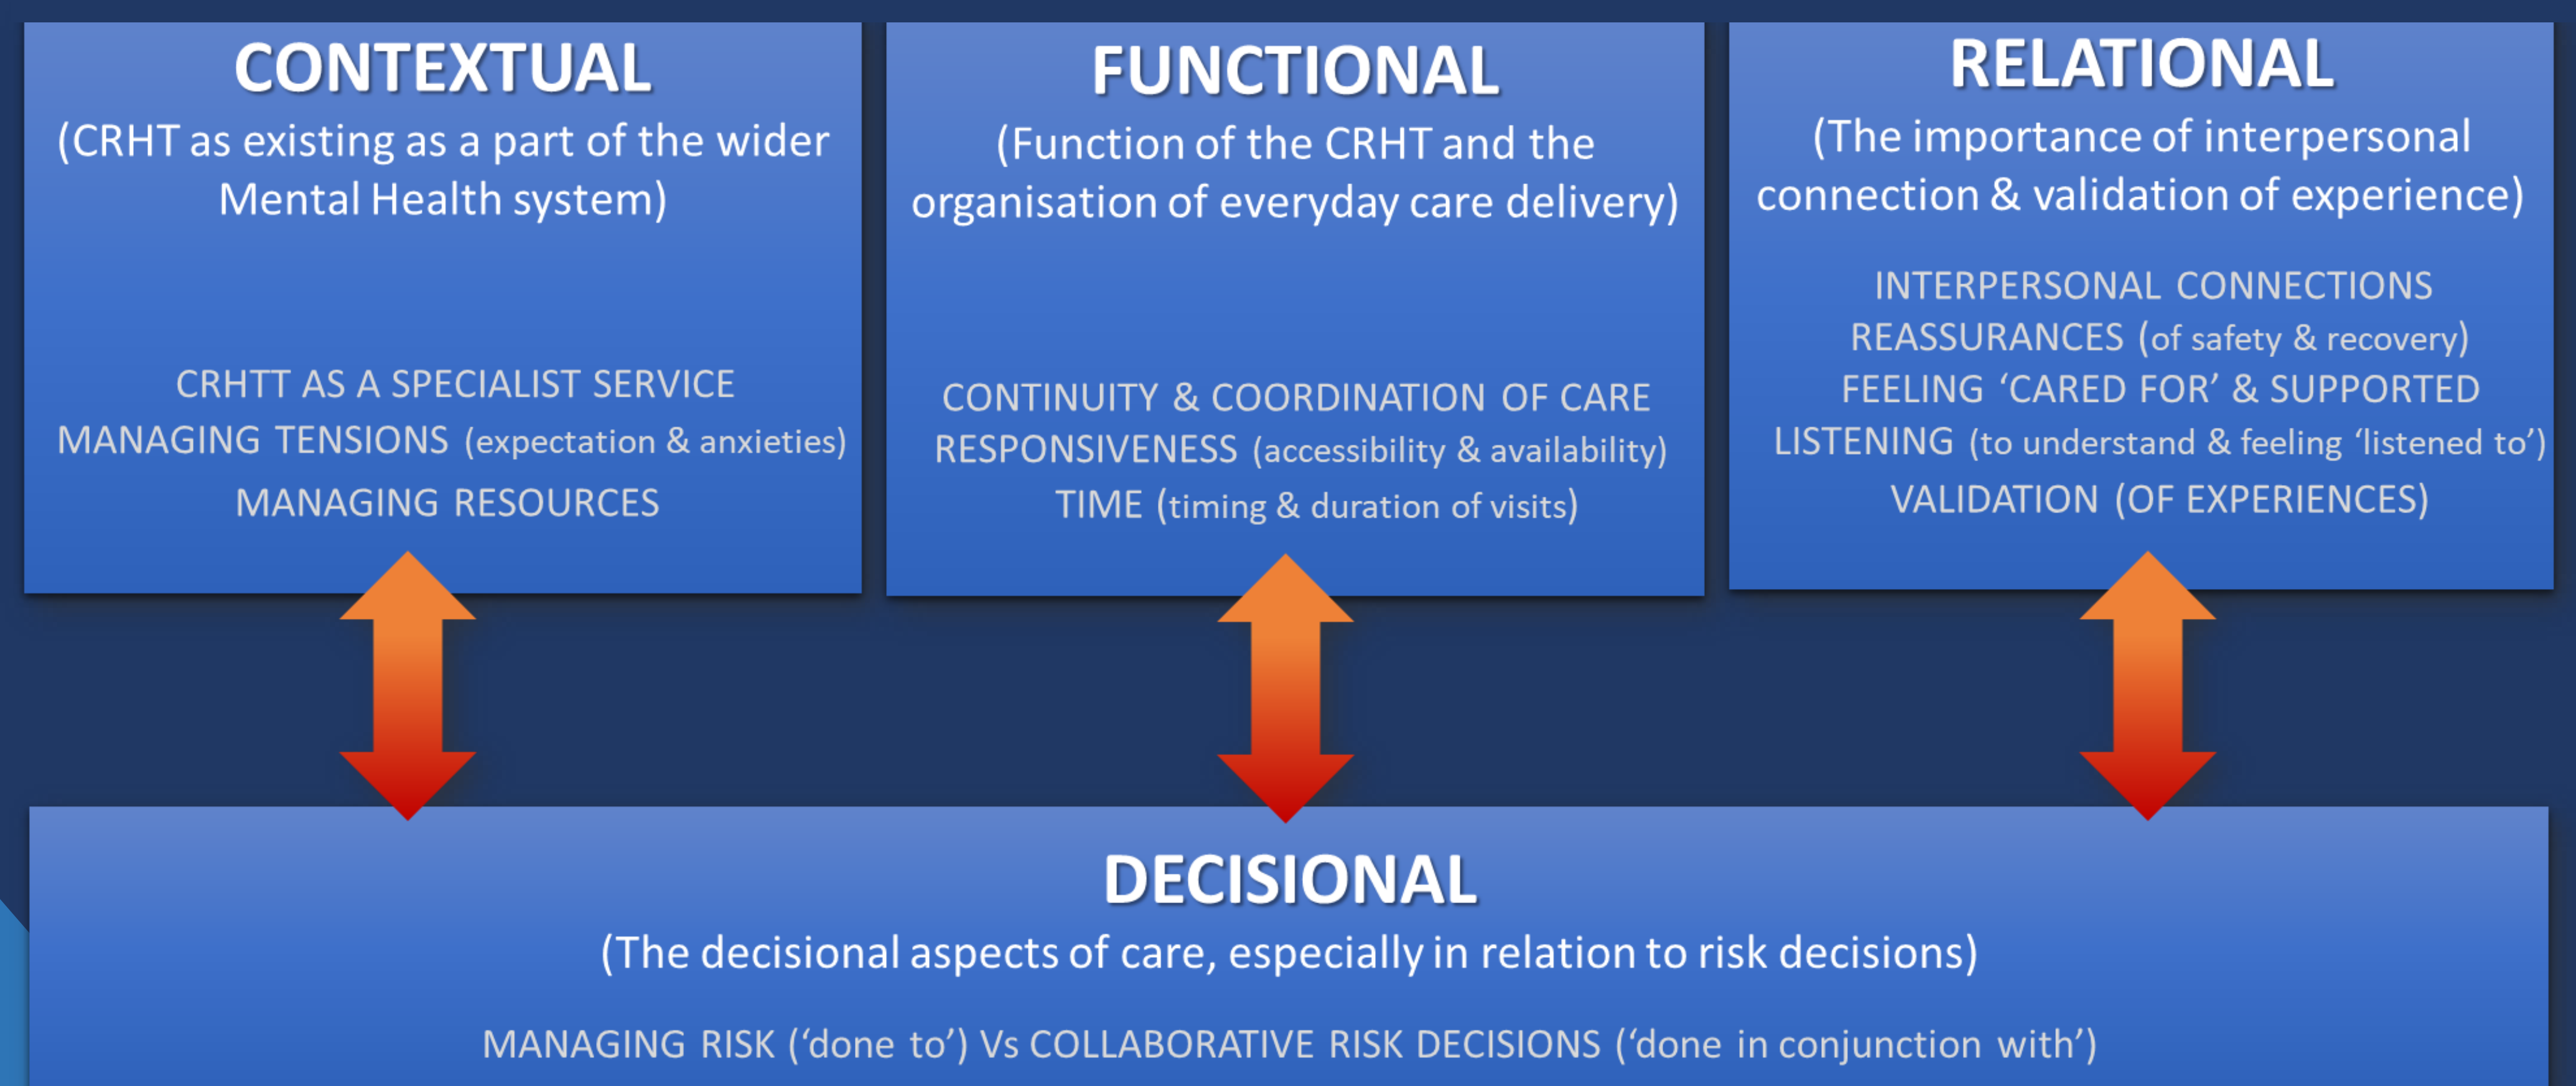 CONTEXTUAL
(CRHT as existing as a part of the wider
Mental Health system)
CRHTT AS A SPECIALIST SERVICE
MANAGING TENSIONS (expectation & anxieties)
MANAGING RESOURCES
FUNCTIONAL
(Function of the CRHT and the
organisation of everyday care delivery)
CONTINUITY & COORDINATION OF CARE
RESPONSIVENESS (accessibility & availability)
TIME (timing & duration of visits)
RELATIONAL
(The importance of interpersonal
connection & validation of experience)
INTERPERSONAL CONNECTIONS
REASSURANCES (of safety & recovery)
FEELING ‘CARED FOR’ & SUPPORTED
LISTENING (to understand & feeling ‘listened to’)
VALIDATION (OF EXPERIENCES)
DECISIONAL
(The decisional aspects of care, especially in relation to risk decisions)
MANAGING RISK (‘done to’) Vs COLLABORATIVE RISK DECISIONS (‘done in conjunction with’)